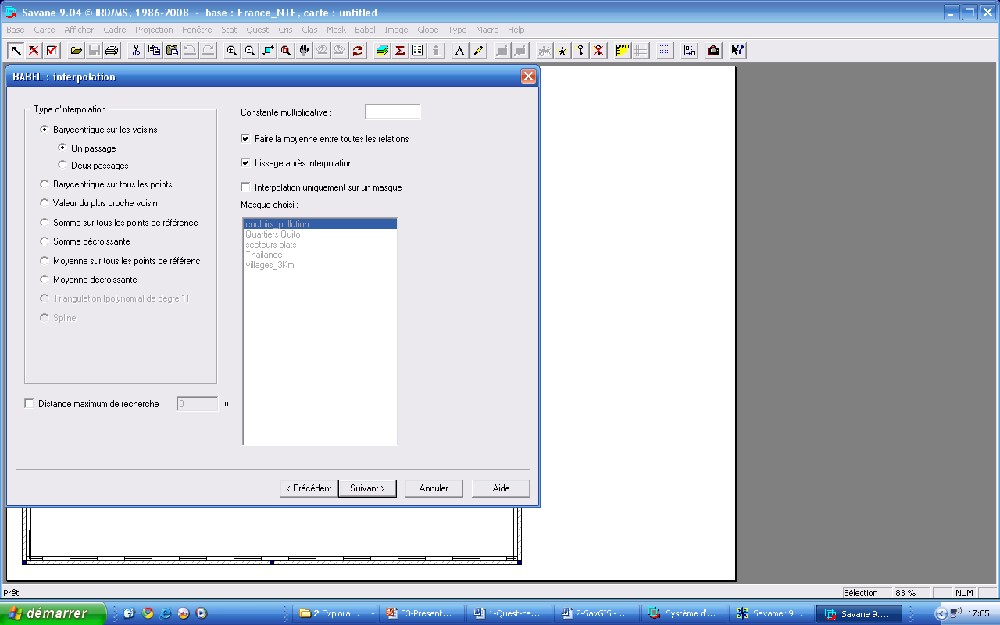 Savane 9.04 © IRD/MS, 1986-2008 - base : France_NTF, carte : untitled
Base Carte Afficher Cadre Projection Fenêtre Stat Quest Cris Clas Mask Babel Image Globe Type Macro Help
BABEL : interpolation
Type d'interpolation
Barycentrique sur les voisins
Un passage
Deux passages
Barycentrique sur tous les points
Valeur du plus proche voisin
Somme sur tous les points de référence
Somme décroissante
Moyenne sur tous les points de référenc
Moyenne décroissante
Triangulation (polynomial de degré 1)
Spline
Distance maximum de recherche : 0 m
Constante multiplicative : 1
Faire la moyenne entre toutes les relations
Lissage après interpolation
Interpolation uniquement sur un masque
Masque choisi :
couloirs_pollution
Quartiers Quito
secteurs plats
Thailande
villages_3Km
< Précédent Suivant > Annuler Aide
Prêt Sélection 83 % NUM
démarrer 2 Explora... 03-Present... 1-Quest-ce... 2-SavGIS - ... Système d'... Savamer 9... Savane 9.... 17:05